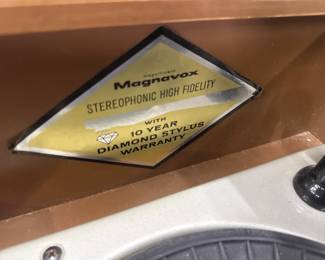 Magnavox
STEREOPHONIC HIGH FIDELITY
WITH
10 YEAR
DIAMOND STYLUS
WARRANTY